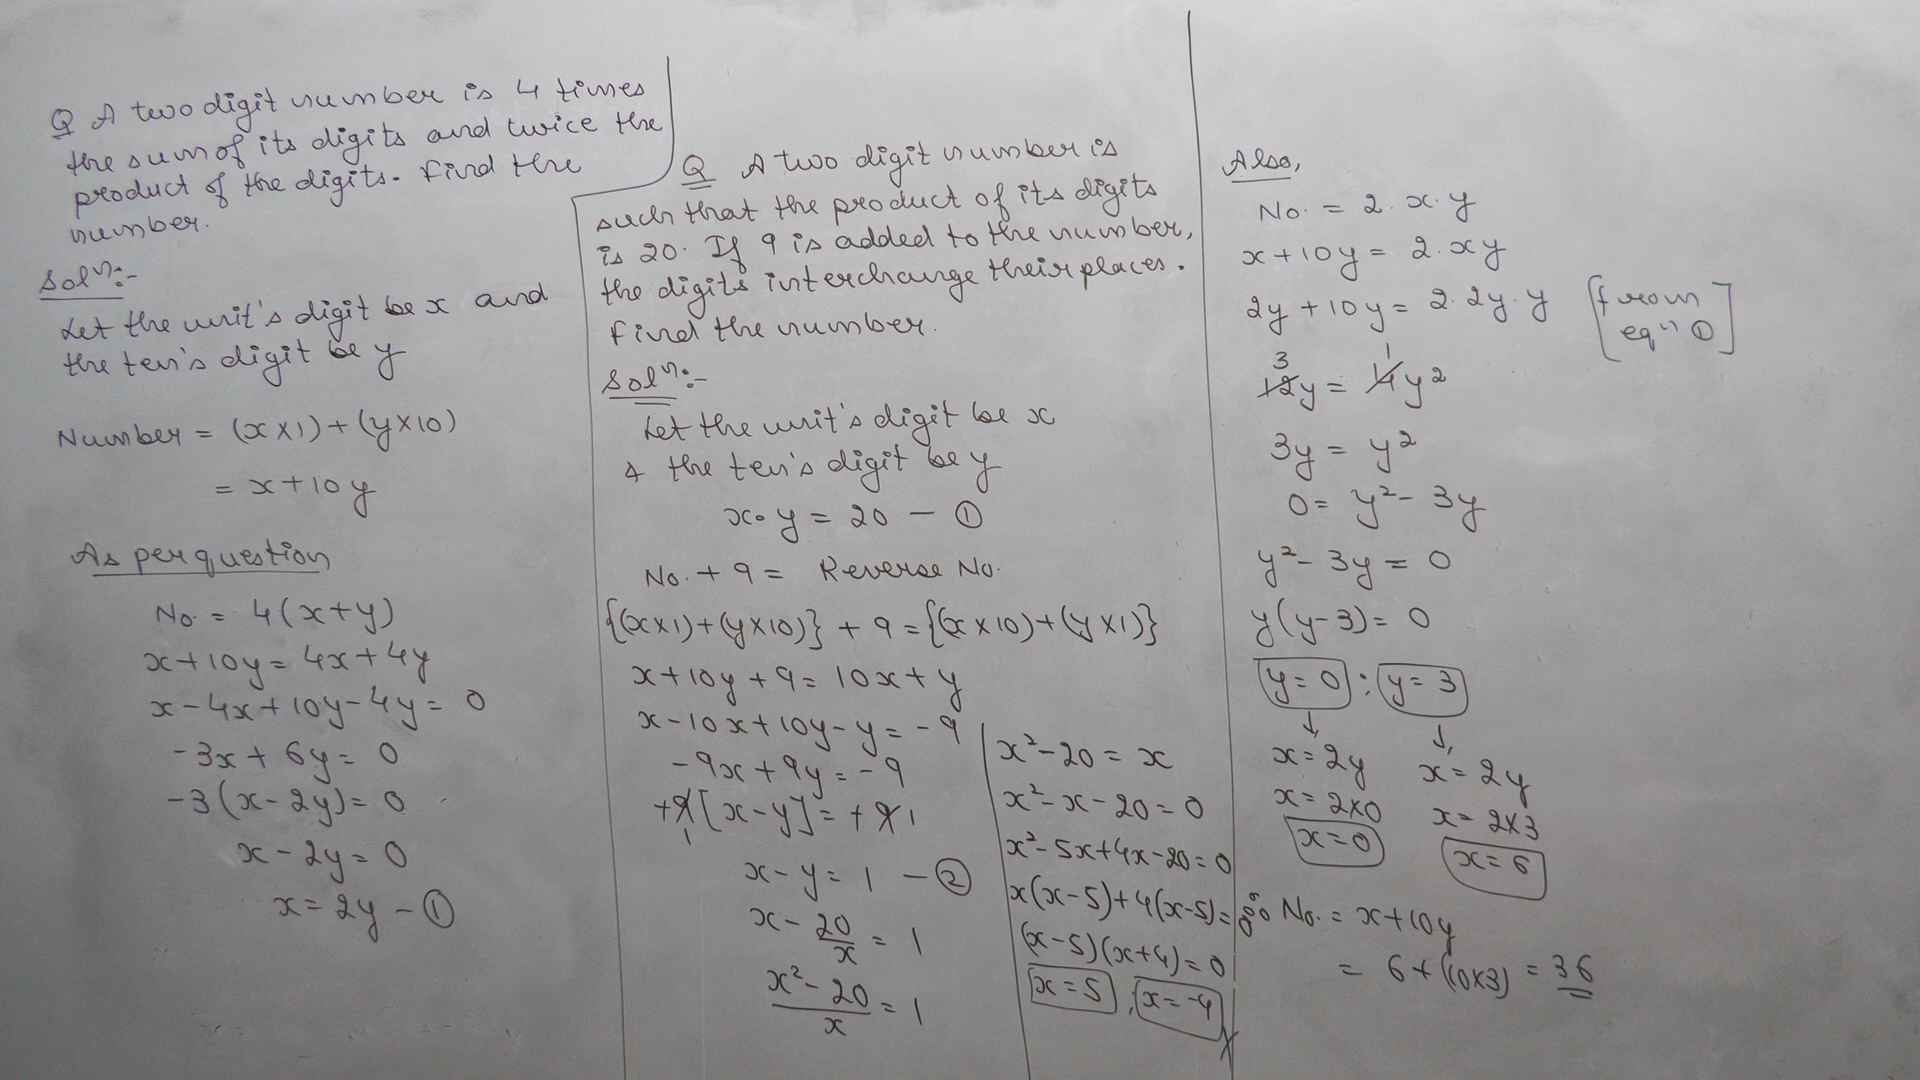 Q A two digit number is 4 times
the sum of its digits and twice the
product of the digits. Find the
number.
Solⁿ:-
Let the unit's digit be x and
the ten's digit be y
Number = (x×1)+(y×10)
= x+10y
As per question
No. = 4(x+y)
x+10y = 4x+4y
x-4x+10y-4y = 0
-3x+6y = 0
-3(x-2y) = 0
x-2y = 0
x = 2y - ①
Q A two digit number is
such that the product of its digits
is 20. If 9 is added to the number,
the digits interchange their places.
Find the number.
Solⁿ:-
Let the unit's digit be x
& the ten's digit be y
x·y = 20 - ①
No. + 9 = Reverse No.
{(x×1)+(y×10)} + 9 = {(x×10)+(y×1)}
x+10y+9 = 10x+y
x-10x+10y-y = -9
-9x+9y = -9
+9[x-y] = +9 1
1
x-y = 1 - ②
x - 20/x = 1
x²-20/x = 1
x²-20 = x
x²-x-20 = 0
x²-5x+4x-20 = 0
x(x-5)+4(x-5) = 0
(x-5)(x+4) = 0
x = 5 ; x = -4
Also,
No. = 2.x.y
x+10y = 2.xy
2y+10y = 2.2y.y [from
eqⁿ ①]
3 1
12y = 4y²
3y = y²
0 = y²-3y
y²-3y = 0
y(y-3) = 0
y = 0 ; y = 3
↓ ↓
x = 2y x = 2y
x = 2×0 x = 2×3
x = 0 x = 6
∴ No. = x+10y
= 6+(10×3) = 36